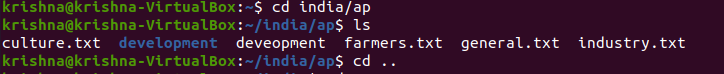 krishna@krishna-VirtualBox:~$ cd india/ap
krishna@krishna-VirtualBox:~/india/ap$ ls
culture.txt  development  deveopment  farmers.txt  general.txt  industry.txt
krishna@krishna-VirtualBox:~/india/ap$ cd ..